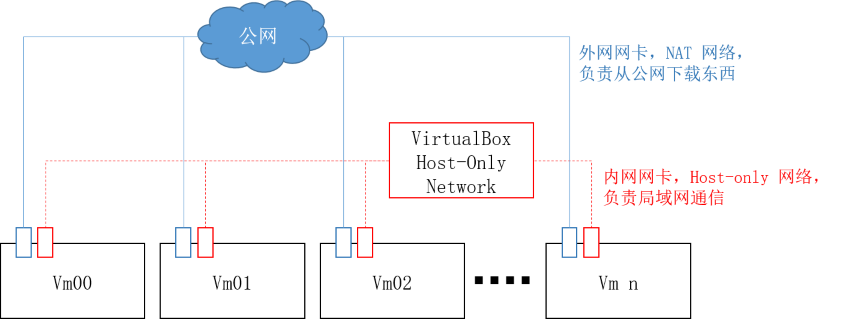 公网
外网网卡，NAT 网络，
负责从公网下载东西
VirtualBox
Host-Only
Network
内网网卡，Host-only 网络，
负责局域网通信
Vm00
Vm01
Vm02
Vm n